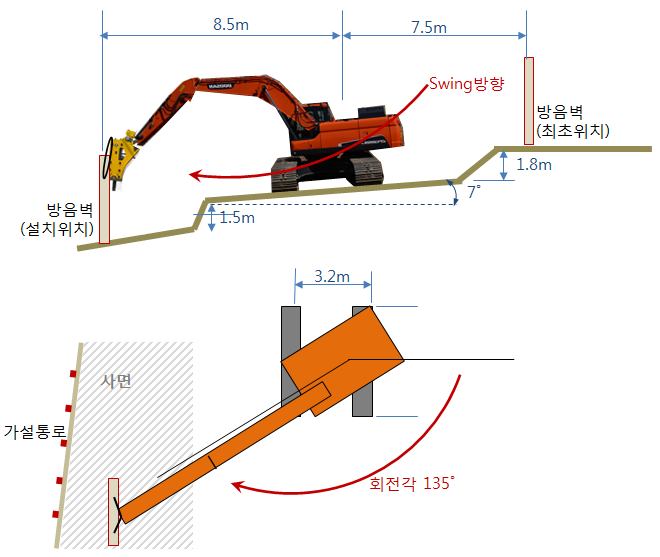 8.5m
7.5m
Swing방향
방음벽
(최초위치)
1.8m
7˚
방음벽
(설치위치)
1.5m
3.2m
사면
가설통로
회전각 135˚